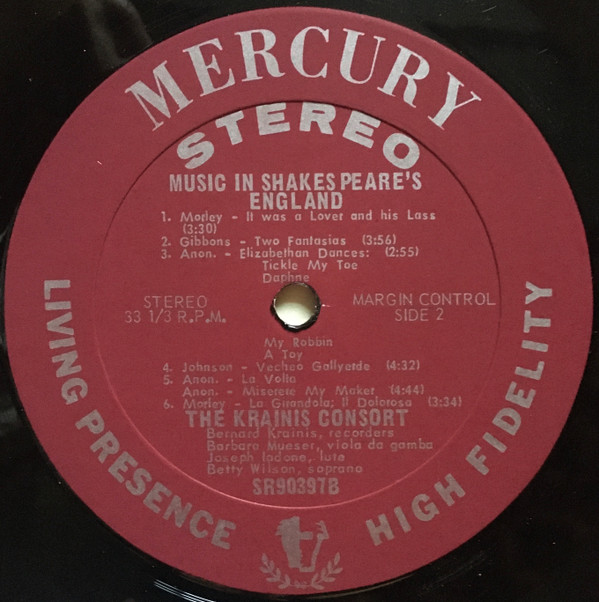 MERCURY
STEREO
MUSIC IN SHAKESPEARE'S
ENGLAND
1. Morley - It was a Lover and his Lass
(3:30)
2. Gibbons - Two Fantasias (3:56)
3. Anon. - Elizabethan Dances: (2:55)
Tickle My Toe
Daphne
STEREO
33 1/3 R.P.M.
MARGIN CONTROL
SIDE 2
My Robbin
A Toy
4. Johnson - Vecheo Gallyerde (4:32)
5. Anon. - La Volto
Anon. - Miserere My Maker (4:44)
6. Morley - La Girandola; Il Dolorosa (3:34)
THE KRAINIS CONSORT
Bernard Krainis, recorders
Barbara Mueser, viola da gamba
Joseph Iadone, lute
Betty Wilson, soprano
SR90397B
LIVING PRESENCE
HIGH FIDELITY